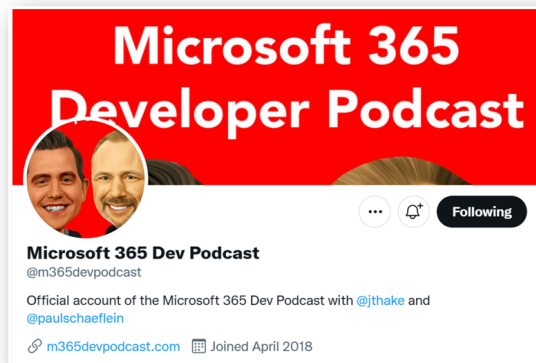 Microsoft 365
Developer Podcast
Following
Microsoft 365 Dev Podcast
@m365devpodcast
Official account of the Microsoft 365 Dev Podcast with @jthake and
@paulschaeflein
m365devpodcast.com Joined April 2018